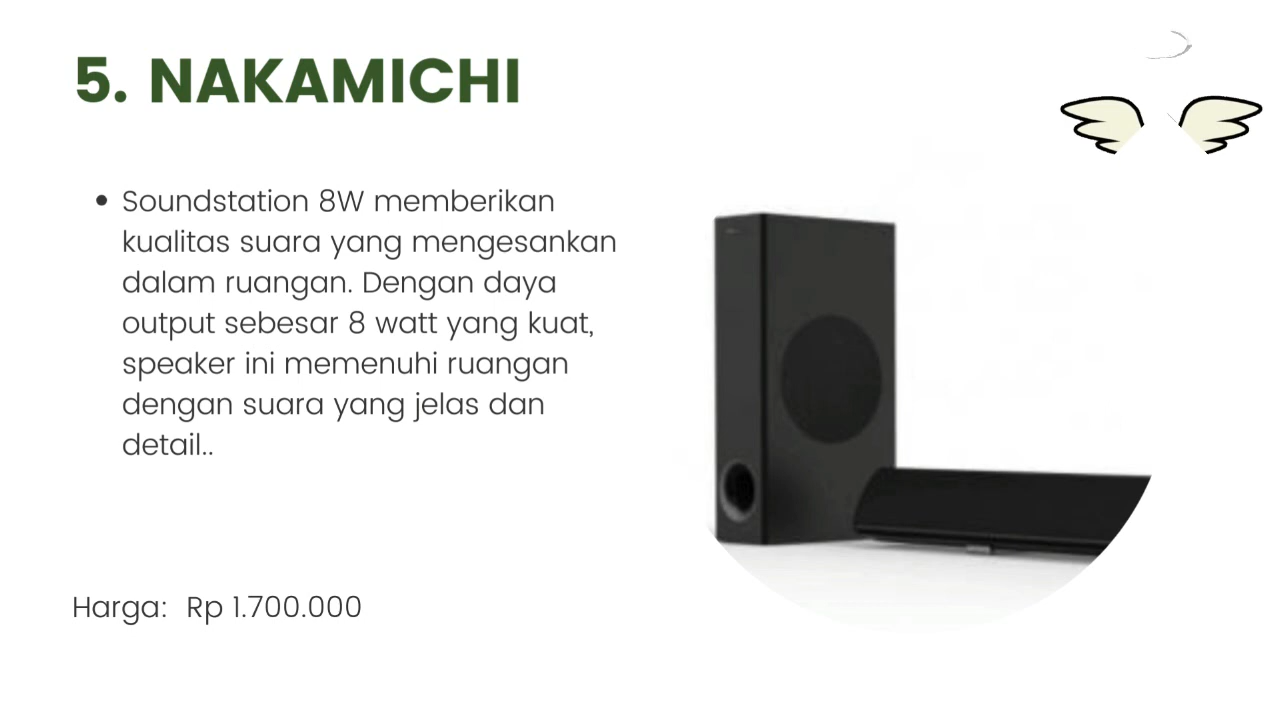 5. NAKAMICHI
• Soundstation 8W memberikan
kualitas suara yang mengesankan
dalam ruangan. Dengan daya
output sebesar 8 watt yang kuat,
speaker ini memenuhi ruangan
dengan suara yang jelas dan
detail..
Harga: Rp 1.700.000